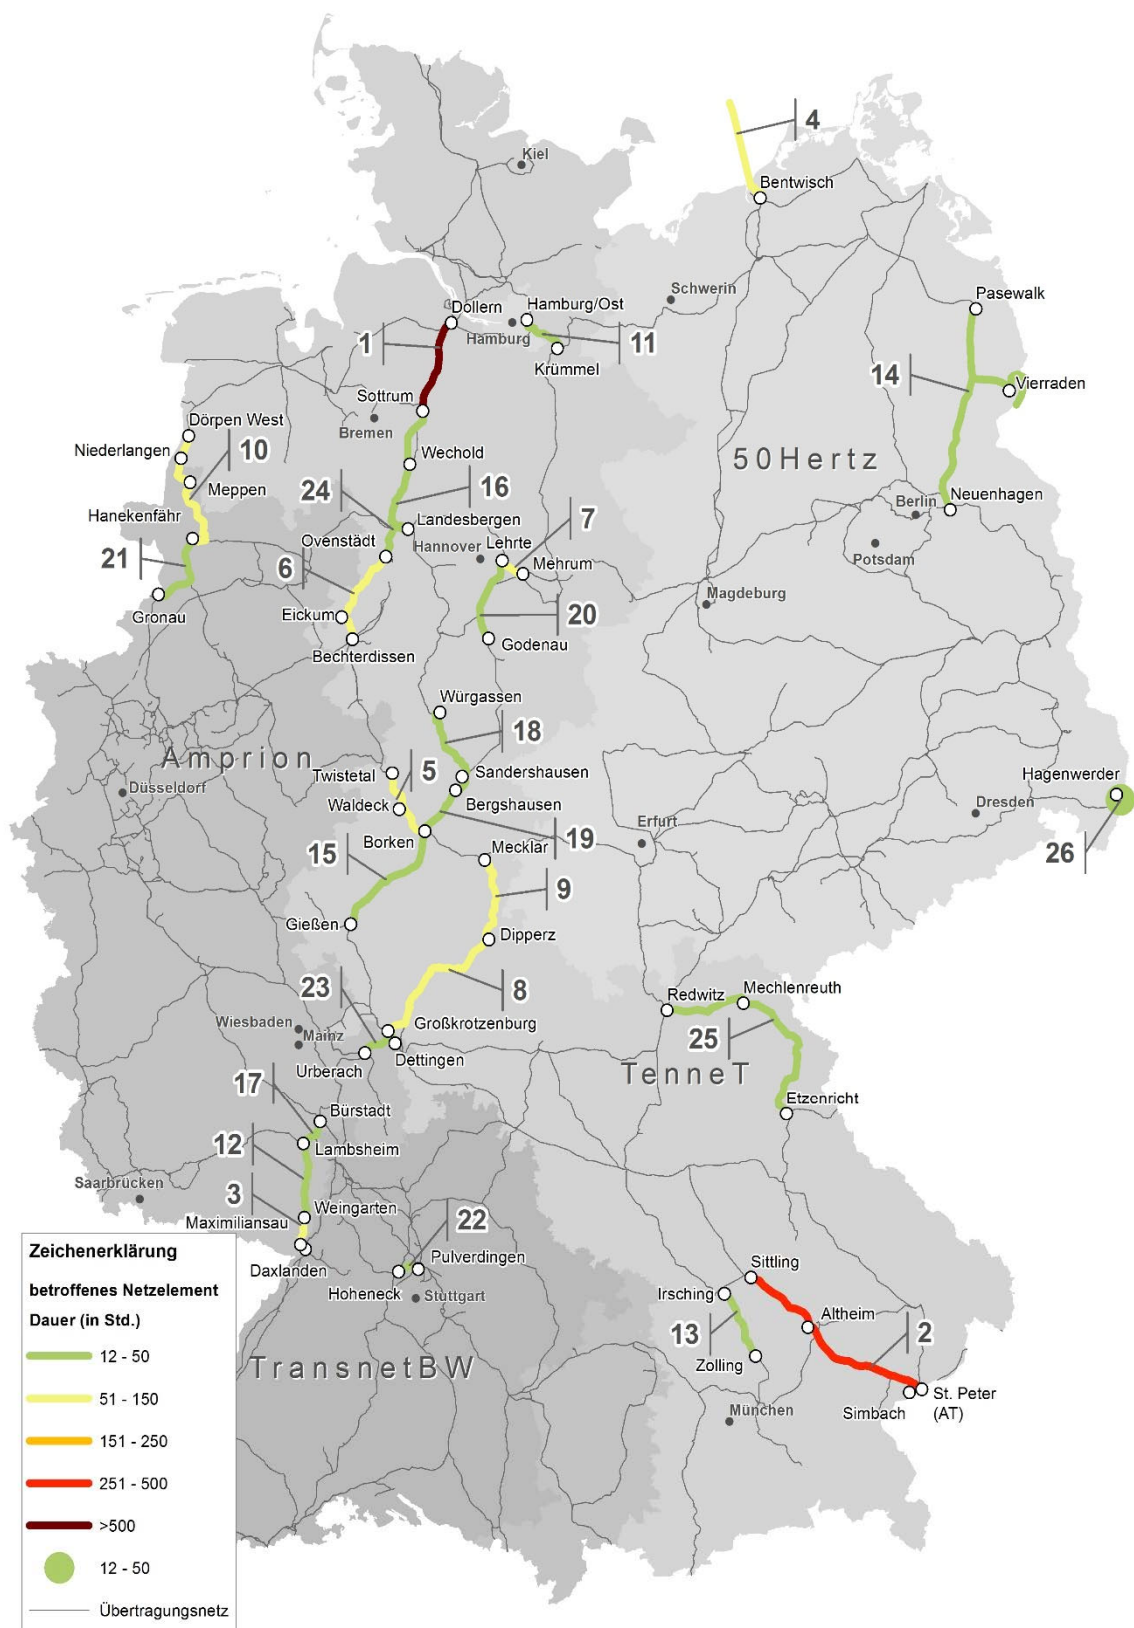 Kiel
4
Bentwisch
Schwerin
Pasewalk
Dollern
Hamburg/Ost
Hamburg
1
11
Krümmel
14
Vierraden
Sottrum
Bremen
Dörpen West
Niederlangen
10
Wechold
50Hertz
Meppen
24
16
Berlin
Neuenhagen
Hanekenfähr
Landesbergen
7
Ovenstädt
Hannover
Lehrte
Potsdam
21
6
Mehrum
Magdeburg
Gronau
Eickum
20
Godenau
Bechterdissen
Würgassen
18
Amprion
5
Twistetal
Sandershausen
Hagenwerder
Düsseldorf
Waldeck
Bergshausen
Dresden
Erfurt
Borken
19
26
15
Mecklar
9
Gießen
Dipperz
23
8
Redwitz
Mechlenreuth
Wiesbaden
Großkrotzenburg
Mainz
25
Urberach
Dettingen
TenneT
17
Etzenricht
Bürstadt
12
Lambsheim
Saarbrücken
3
Weingarten
Maximiliansau
22
Pulverdingen
Daxlanden
Sittling
Hoheneck
Stuttgart
Irsching
Altheim
13
2
TransnetBW
Zolling
St. Peter
(AT)
Simbach
München
Zeichenerklärung
betroffenes Netzelement
Dauer (in Std.)
12 - 50
51 - 150
151 - 250
251 - 500
>500
12 - 50
Übertragungsnetz